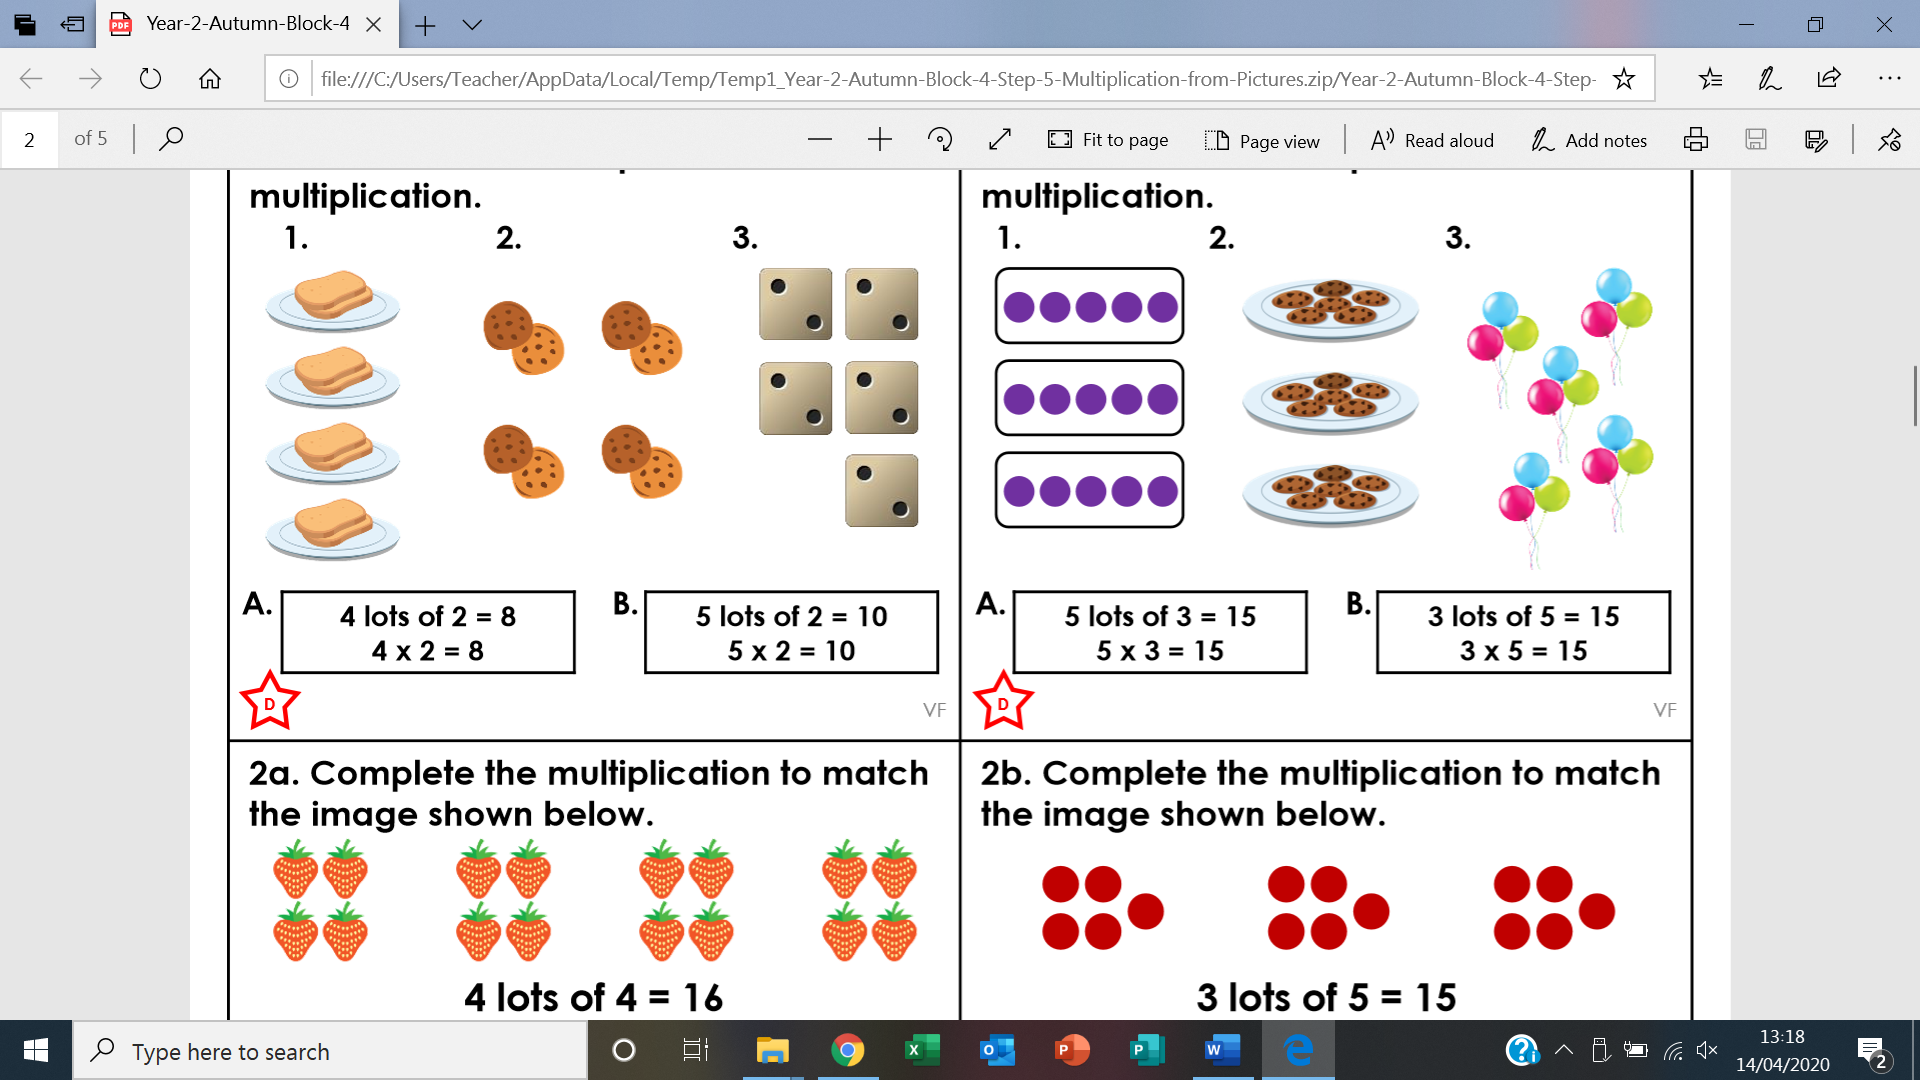 Year-2-Autumn-Block-4
file:///C:/Users/Teacher/AppData/Local/Temp/Temp1_Year-2-Autumn-Block-4-Step-5-Multiplication-from-Pictures.zip/Year-2-Autumn-Block-4-Step-
2 of 5
Fit to page
Page view
Read aloud
Add notes
multiplication.
1. 2. 3.
A. 4 lots of 2 = 8
4 x 2 = 8
B. 5 lots of 2 = 10
5 x 2 = 10
D
VF
multiplication.
1. 2. 3.
A. 5 lots of 3 = 15
5 x 3 = 15
B. 3 lots of 5 = 15
3 x 5 = 15
D
VF
2a. Complete the multiplication to match
the image shown below.
4 lots of 4 = 16
2b. Complete the multiplication to match
the image shown below.
3 lots of 5 = 15
Type here to search
13:18
14/04/2020
2